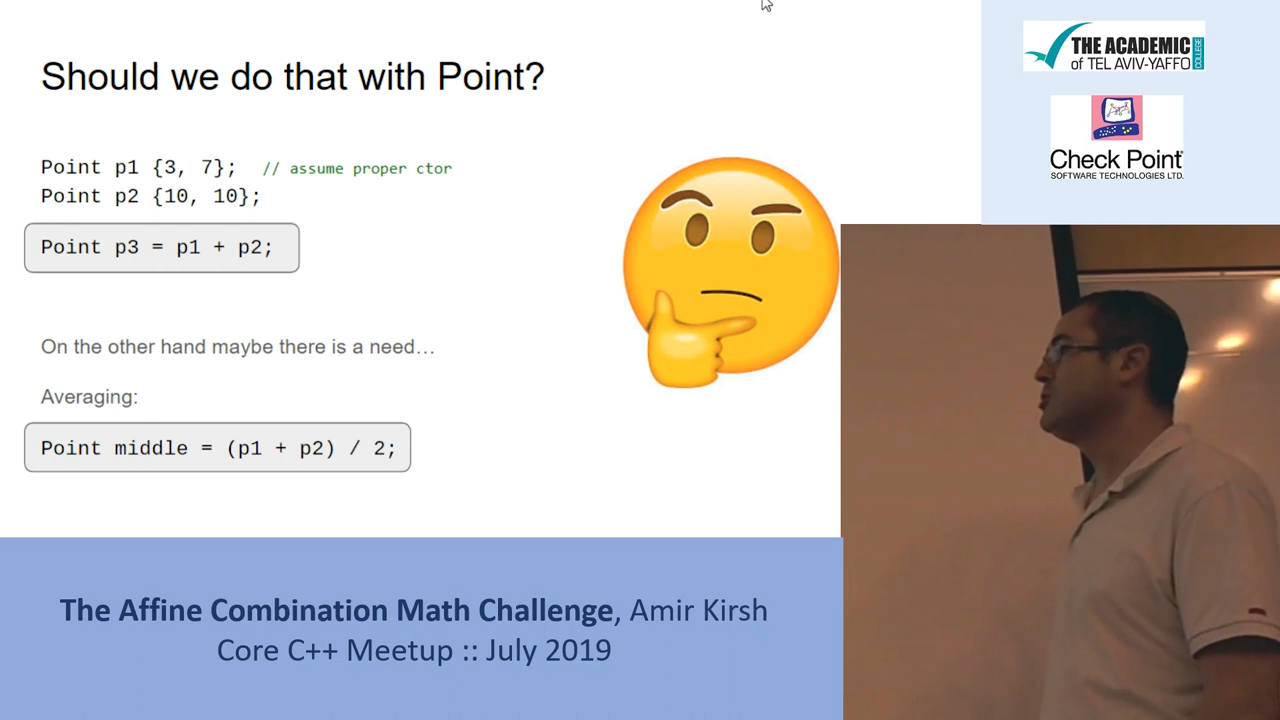 Should we do that with Point?
Point p1 {3, 7}; // assume proper ctor
Point p2 {10, 10};
Point p3 = p1 + p2;
On the other hand maybe there is a need…
Averaging:
Point middle = (p1 + p2) / 2;
THE ACADEMIC
of TEL AVIV-YAFFO
COLLEGE
Check Point
SOFTWARE TECHNOLOGIES LTD.
The Affine Combination Math Challenge, Amir Kirsh
Core C++ Meetup :: July 2019